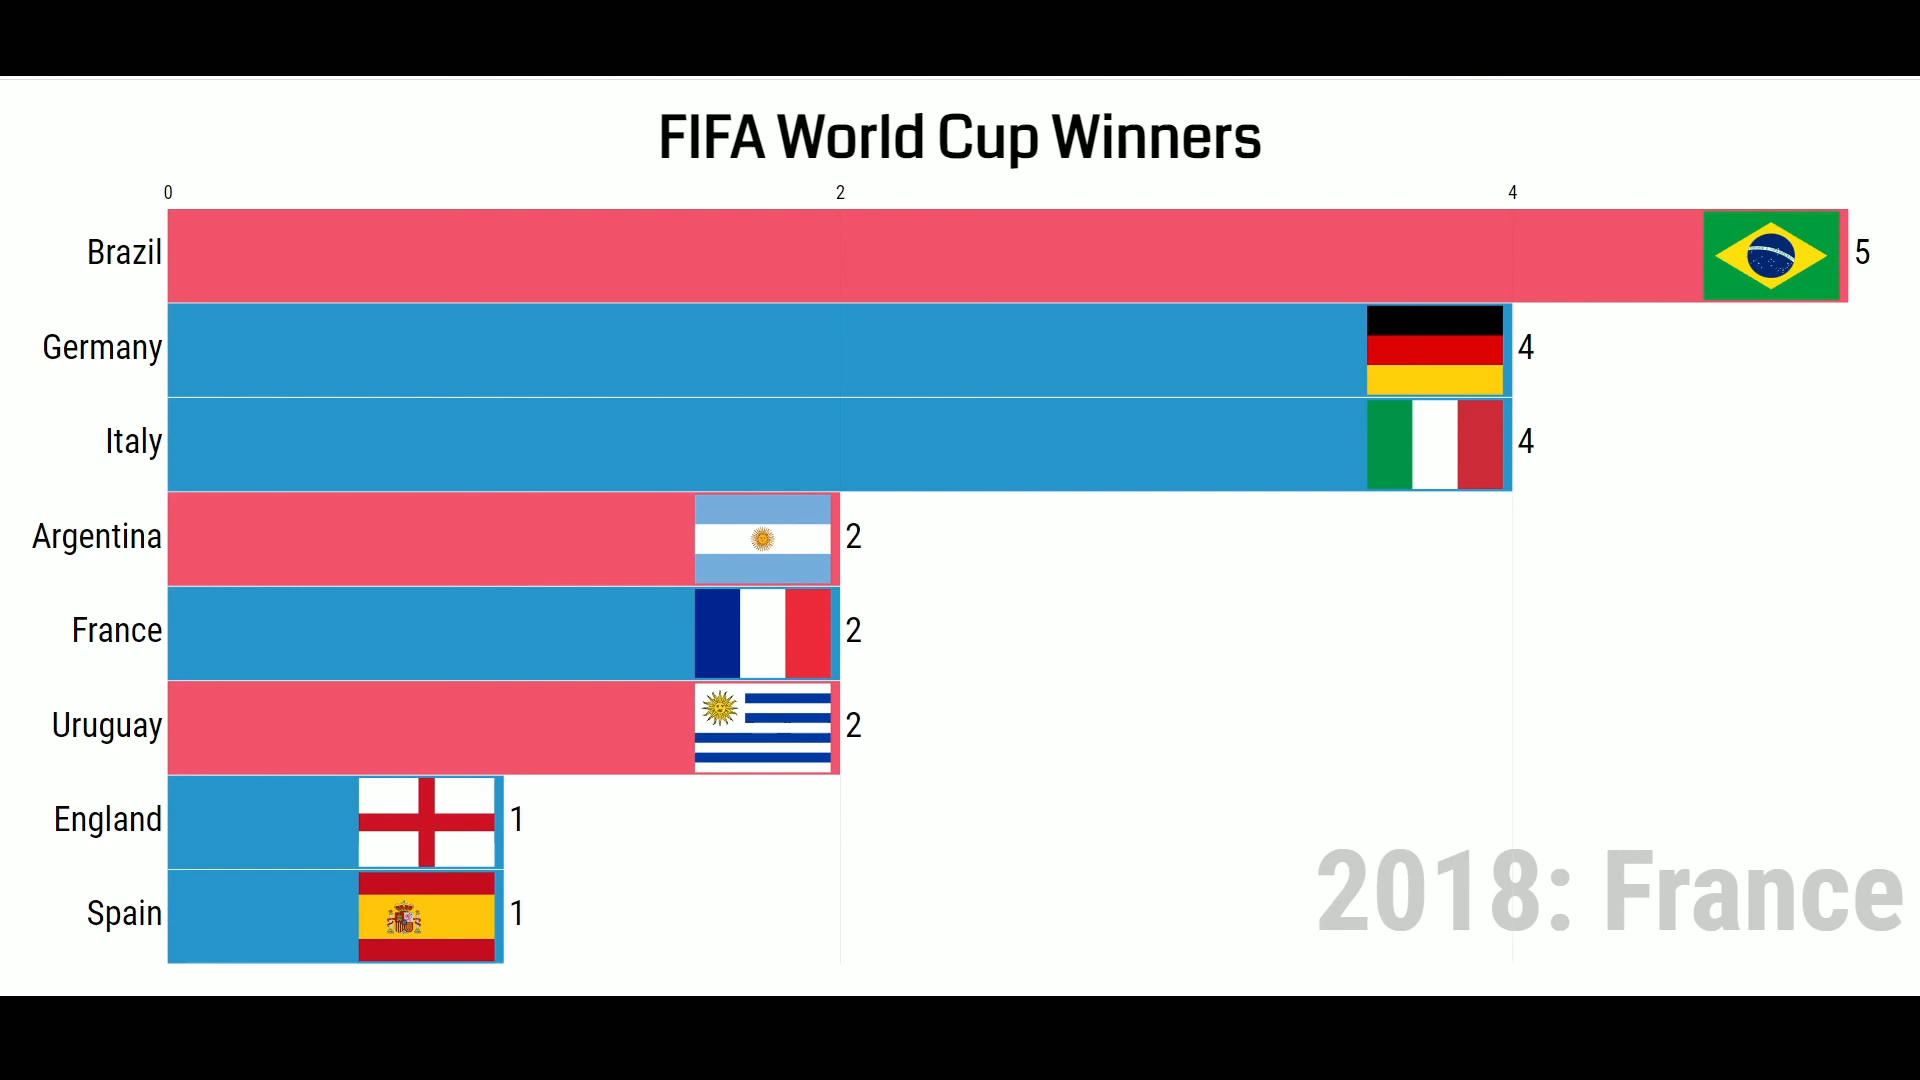 FIFA World Cup Winners
0 2 4
Brazil 5
Germany 4
Italy 4
Argentina 2
France 2
Uruguay 2
England 1
Spain 1
2018: France